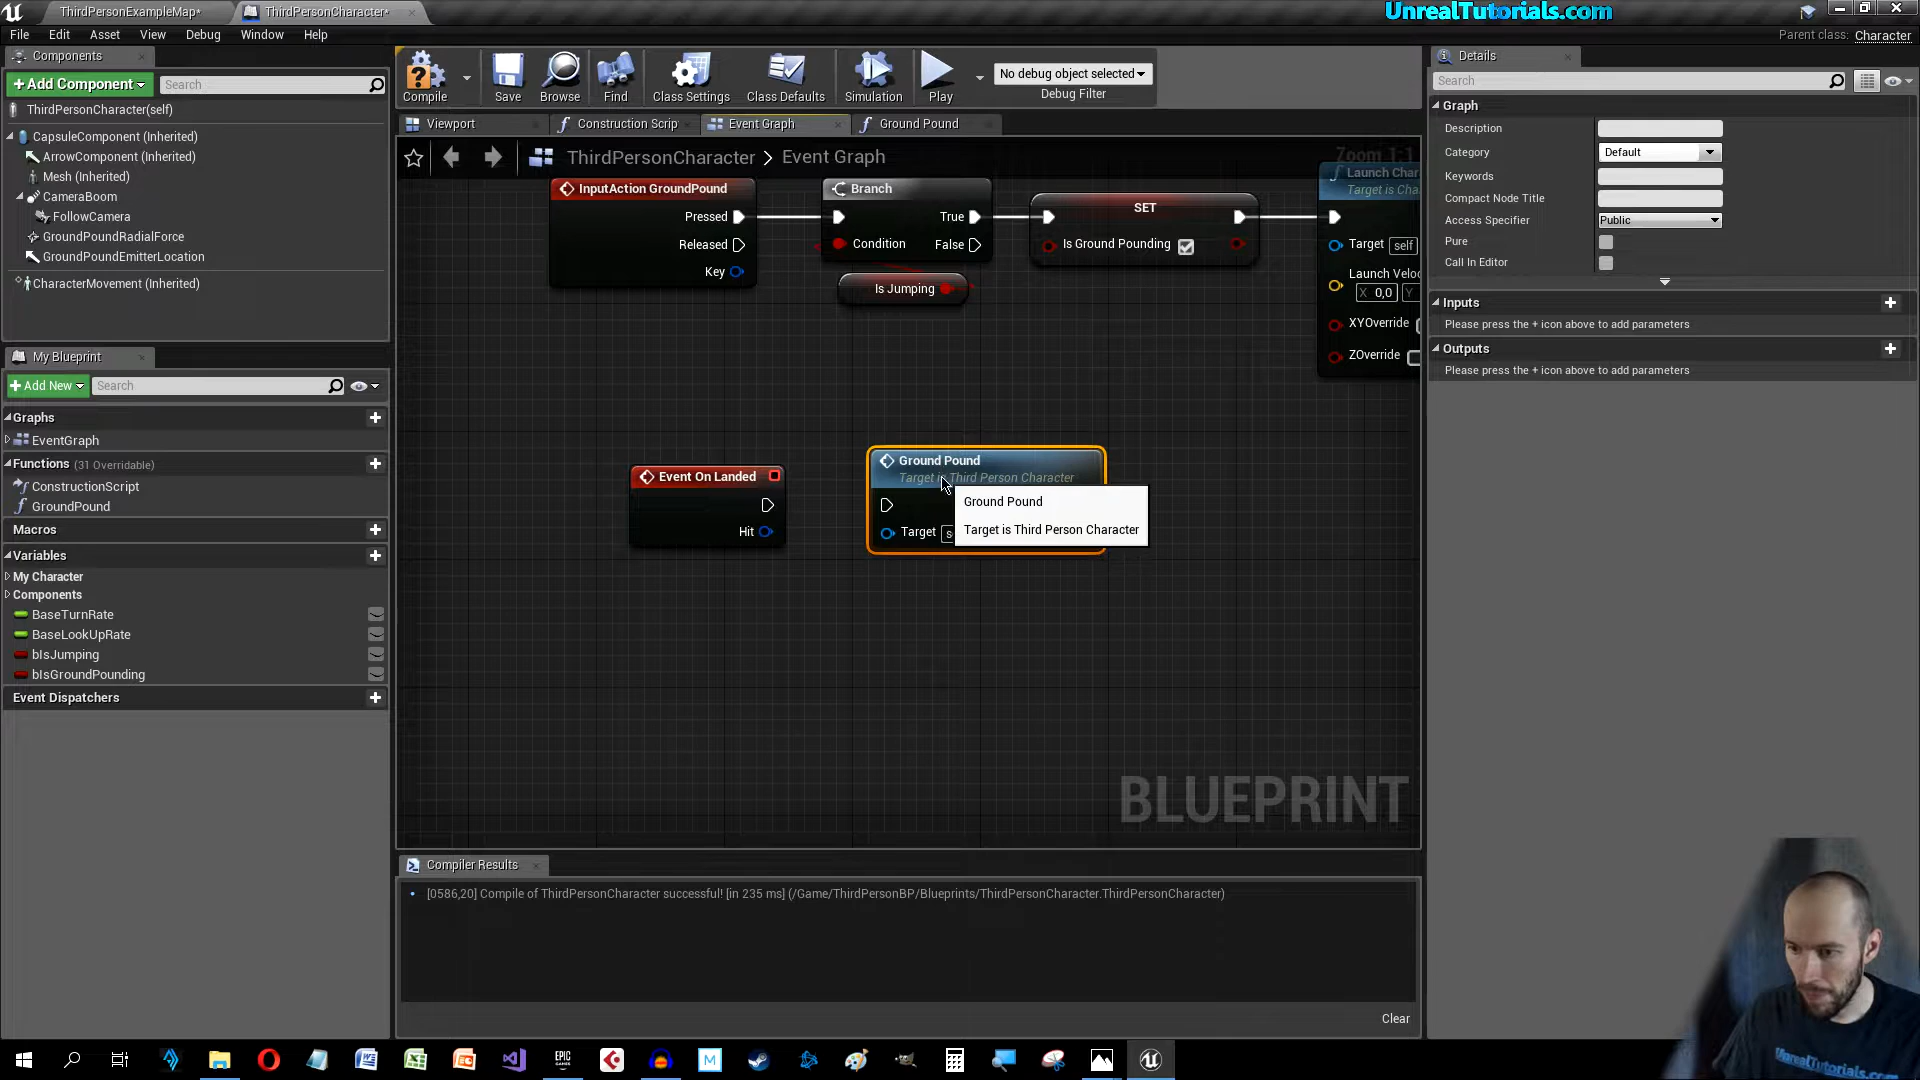 ThirdPersonExampleMap*
ThirdPersonCharacter*
UnrealTutorials.com
File Edit Asset View Debug Window Help
Parent class: Character
Components
+ Add Component
Search
ThirdPersonCharacter(self)
CapsuleComponent (Inherited)
ArrowComponent (Inherited)
Mesh (Inherited)
CameraBoom
FollowCamera
GroundPoundRadialForce
GroundPoundEmitterLocation
CharacterMovement (Inherited)
My Blueprint
+ Add New
Search
Graphs
EventGraph
Functions (31 Overridable)
ConstructionScript
GroundPound
Macros
Variables
My Character
Components
BaseTurnRate
BaseLookUpRate
bIsJumping
bIsGroundPounding
Event Dispatchers
Compile
Save
Browse
Find
Class Settings
Class Defaults
Simulation
Play
No debug object selected
Debug Filter
Viewport
Construction Scrip
Event Graph
Ground Pound
ThirdPersonCharacter > Event Graph
Zoom 1:1
InputAction GroundPound
Pressed
Released
Key
Branch
True
Condition
False
Is Jumping
SET
Is Ground Pounding
Launch Char
Target is Cha
Target self
Launch Veloc
X 0,0 Y
XYOverride
ZOverride
Event On Landed
Hit
Ground Pound
Target is Third Person Character
Target s
Ground Pound
Target is Third Person Character
BLUEPRINT
Compiler Results
[0586,20] Compile of ThirdPersonCharacter successful! [in 235 ms] (/Game/ThirdPersonBP/Blueprints/ThirdPersonCharacter.ThirdPersonCharacter)
Clear
Details
Search
Graph
Description
Category Default
Keywords
Compact Node Title
Access Specifier Public
Pure
Call In Editor
Inputs
Please press the + icon above to add parameters
Outputs
Please press the + icon above to add parameters
UnrealTutorials.com